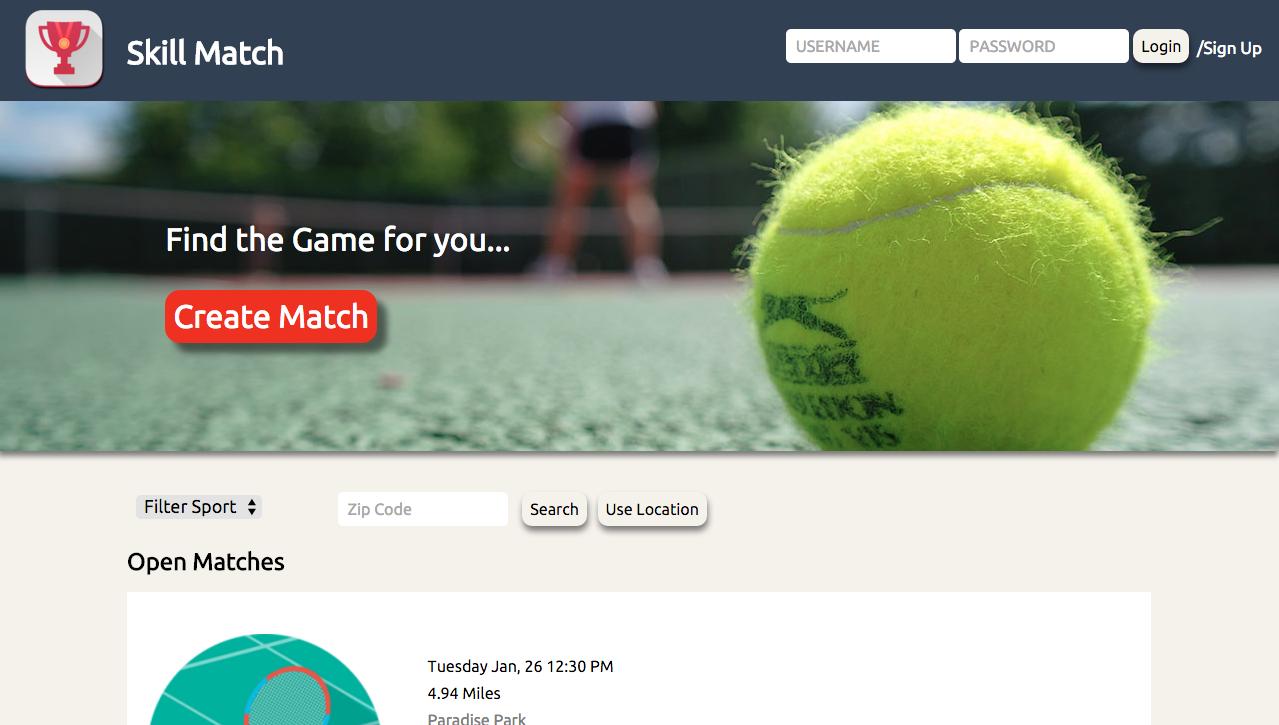 Skill Match
USERNAME PASSWORD Login /Sign Up
Find the Game for you...
Create Match
Filter Sport Zip Code Search Use Location
Open Matches
Tuesday Jan, 26 12:30 PM
4.94 Miles
Paradise Park